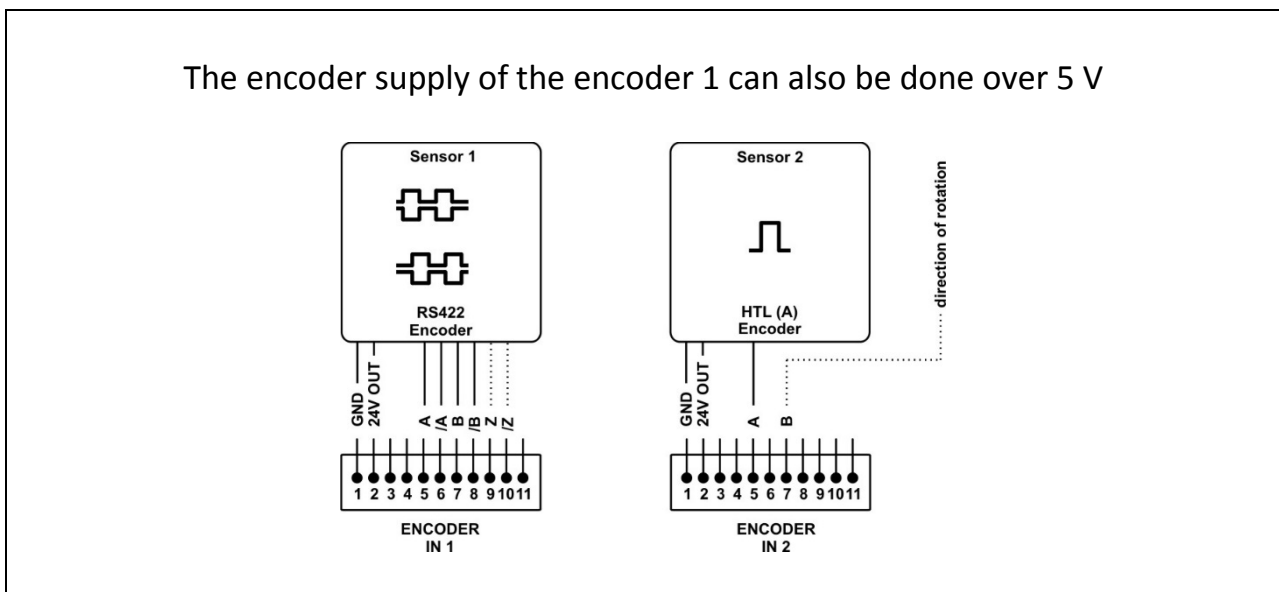 The encoder supply of the encoder 1 can also be done over 5 V
Sensor 1
RS422
Encoder
GND
24V OUT
A
/A
B
/B
Z
/Z
1 2 3 4 5 6 7 8 9 10 11
ENCODER
IN 1
Sensor 2
HTL (A)
Encoder
direction of rotation
GND
24V OUT
A
B
1 2 3 4 5 6 7 8 9 10 11
ENCODER
IN 2